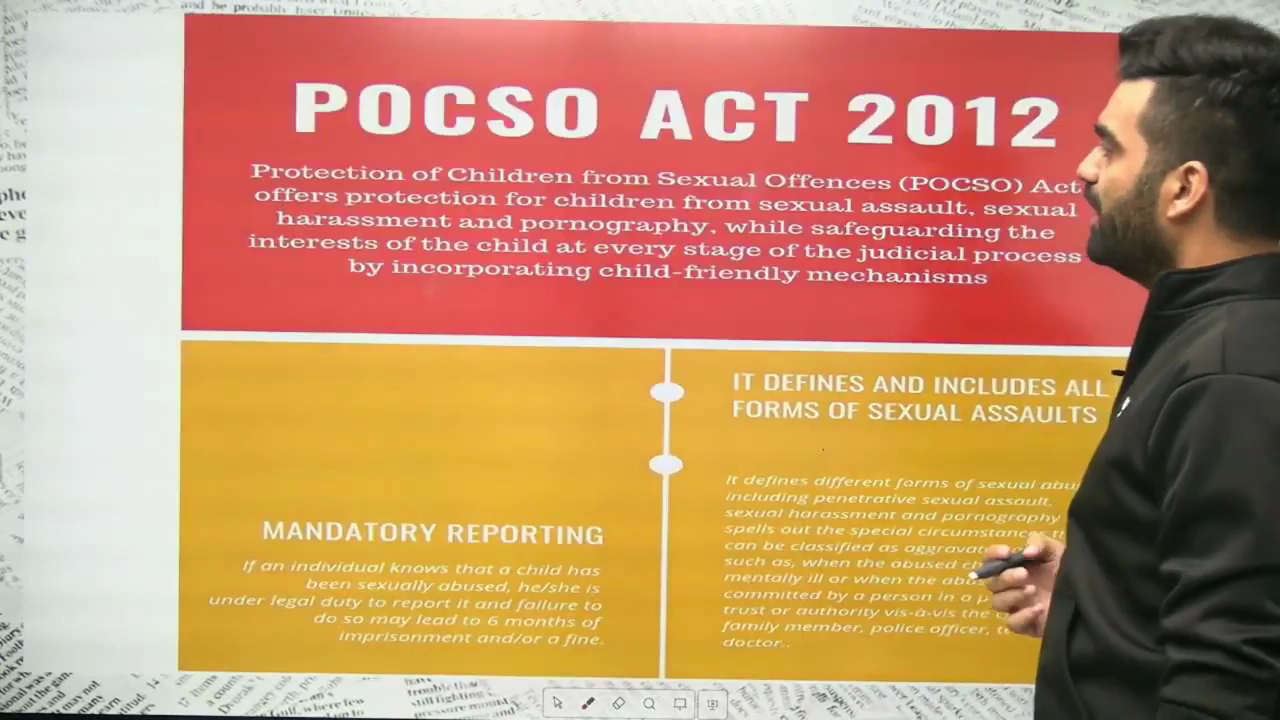 POCSO ACT 2012
Protection of Children from Sexual Offences (POCSO) Act
offers protection for children from sexual assault, sexual
harassment and pornography, while safeguarding the
interests of the child at every stage of the judicial process
by incorporating child-friendly mechanisms
MANDATORY REPORTING
If an individual knows that a child has
been sexually abused, he/she is
under legal duty to report it and failure to
do so may lead to 6 months of
imprisonment and/or a fine.
IT DEFINES AND INCLUDES ALL
FORMS OF SEXUAL ASSAULTS
It defines different forms of sexual
including penetrative sexual assault,
sexual harassment and pornography
spells out the special circumstances
can be classified as
such as, when the abused
mentally ill or when the
committed by a person in a
trust or authority vis-à-vis the
family member, police officer,
doctor..